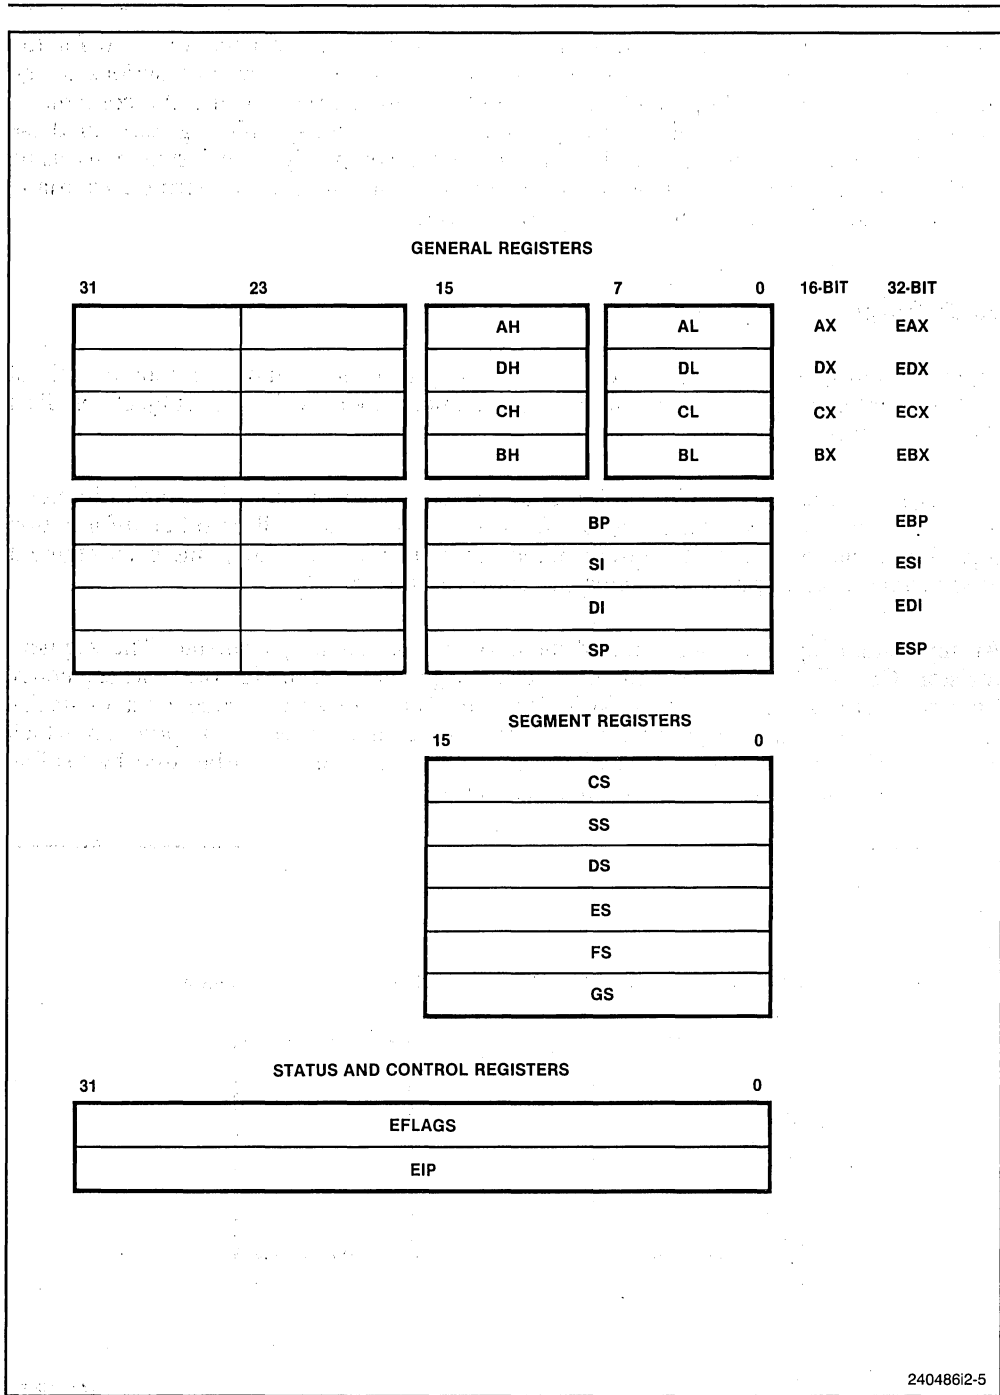 GENERAL REGISTERS
31 23 15 7 0 16-BIT 32-BIT
AH AL AX EAX
DH DL DX EDX
CH CL CX ECX
BH BL BX EBX
BP EBP
SI ESI
DI EDI
SP ESP
SEGMENT REGISTERS
15 0
CS
SS
DS
ES
FS
GS
STATUS AND CONTROL REGISTERS
31 0
EFLAGS
EIP
240486i2-5